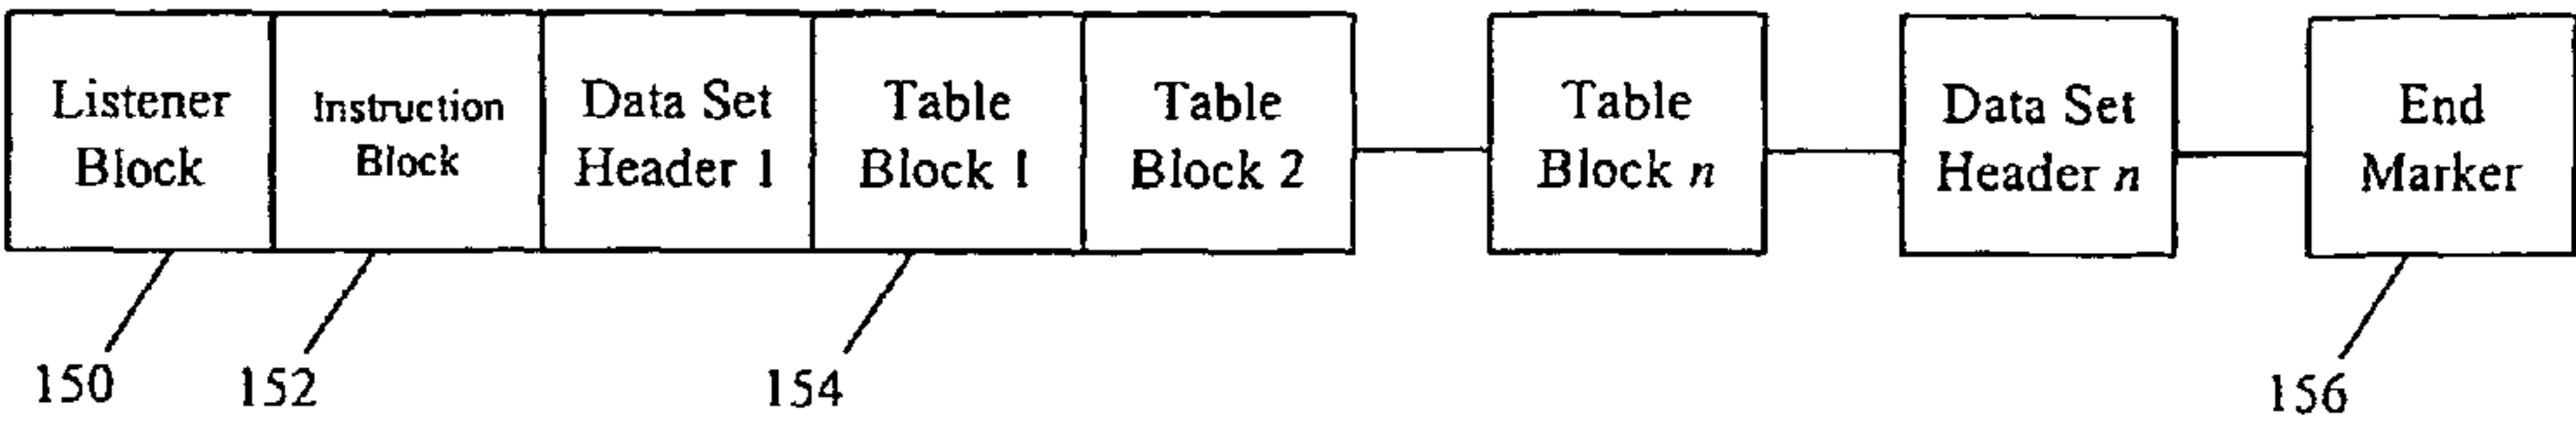 Listener
Block
Instruction
Block
Data Set
Header 1
Table
Block 1
Table
Block 2
Table
Block n
Data Set
Header n
End
Marker
150
152
154
156